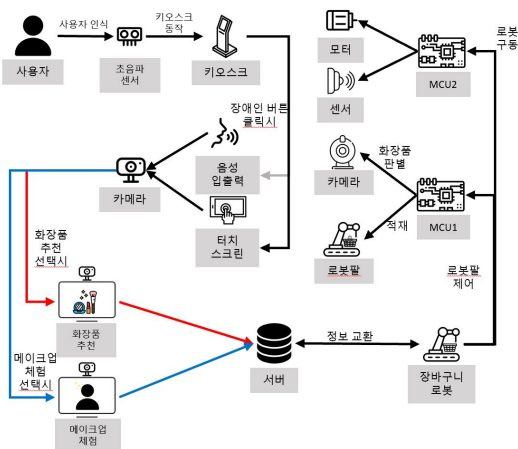 사용자 인식
키오스크
동작
사용자
초음파
센서
키오스크
모터
센서
MCU2
로봇
구동
장애인 버튼
클릭시
음성
입출력
카메라
터치
스크린
화장품
판별
카메라
적재
로봇팔
MCU1
로봇팔
제어
화장품
추천
선택시
화장품
추천
메이크업
체험
선택시
메이크업
체험
서버
정보 교환
장바구니
로봇